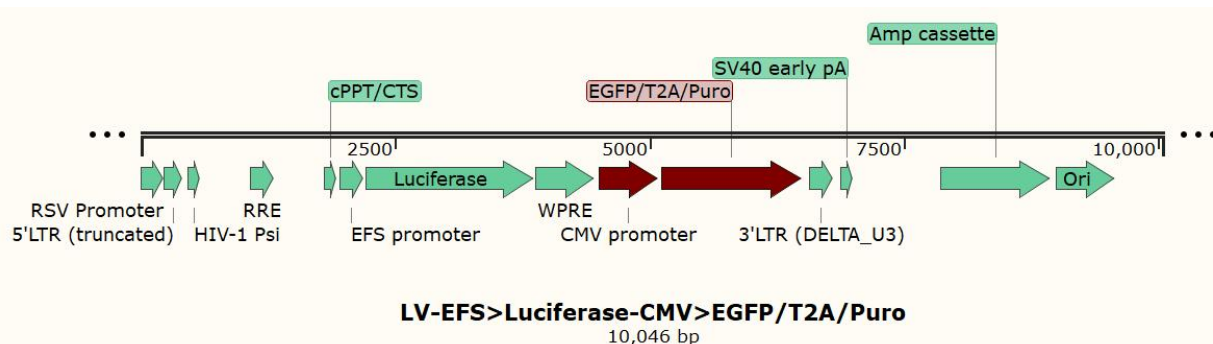 Amp cassette
SV40 early pA
cPPT/CTS
EGFP/T2A/Puro
2500
5000
7500
10,000
Luciferase
Ori
RSV Promoter
RRE
WPRE
5'LTR (truncated)
HIV-1 Psi
EFS promoter
CMV promoter
3'LTR (DELTA_U3)
LV-EFS>Luciferase-CMV>EGFP/T2A/Puro
10,046 bp